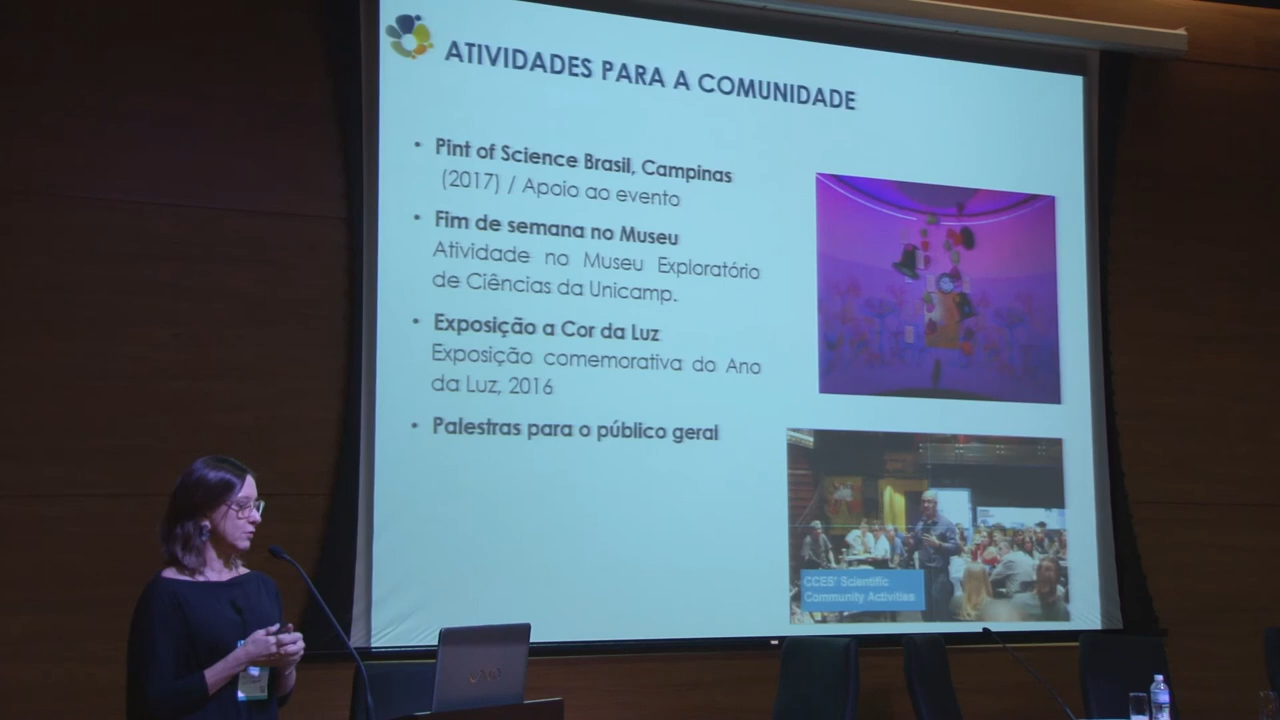 ATIVIDADES PARA A COMUNIDADE
• Pint of Science Brasil, Campinas
(2017) / Apoio ao evento
• Fim de semana no Museu
Atividade no Museu Exploratório
de Ciências da Unicamp.
• Exposição a Cor da Luz
Exposição comemorativa do Ano
da Luz, 2016
• Palestras para o público geral
CCES' Scientific
Community Activities
VAIO